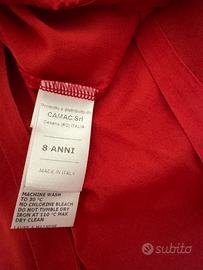 Prodotto e distribuito da
CAMAC Srl
Cesena (FC) ITALIA
8 ANNI
MADE IN ITALY
MACHINE WASH
TO 30 °C
NO CHLORINE BLEACH
DO NOT TUMBLE DRY
IRON AT 110 °C MAX
DRY CLEAN
subito